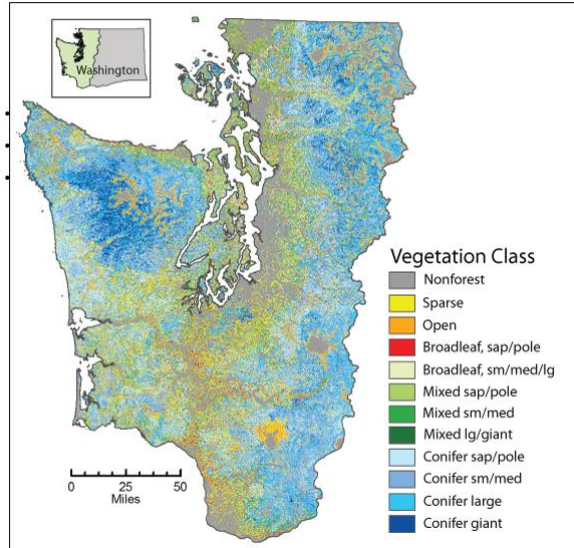 Washington
Vegetation Class
Nonforest
Sparse
Open
Broadleaf, sap/pole
Broadleaf, sm/med/lg
Mixed sap/pole
Mixed sm/med
Mixed lg/giant
Conifer sap/pole
Conifer sm/med
Conifer large
Conifer giant
0 25 50
Miles